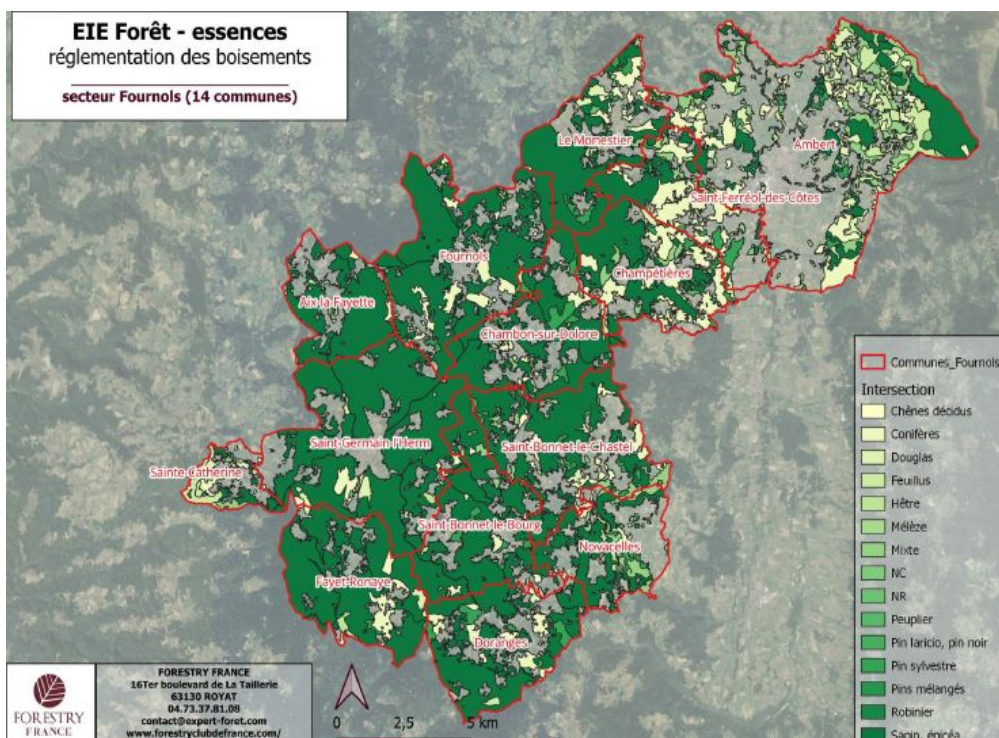 EIE Forêt - essences
réglementation des boisements
secteur Fournols (14 communes)
Le Monestier
Ambert
Saint-Ferréol-des-Côtes
Fournols
Champétières
Aix-la-Fayette
Chambon-sur-Dolore
Saint-Germain l'Herm
Saint-Bonnet-le-Chastel
Sainte-Catherine
Saint-Bonnet-le-Bourg
Novacelles
Fayet-Ronaye
Doranges
Communes_Fournols
Intersection
Chênes décidus
Conifères
Douglas
Feuillus
Hêtre
Mélèze
Mixte
NC
NR
Peuplier
Pin laricio, pin noir
Pin sylvestre
Pins mélangés
Robinier
Sapin, épicéa
FORESTRY
FRANCE
FORESTRY FRANCE
16Ter boulevard de La Taillerie
63130 ROYAT
04.73.37.81.08
contact@expert-foret.com
www.forestryclubdefrance.com/
0 2,5 5 km